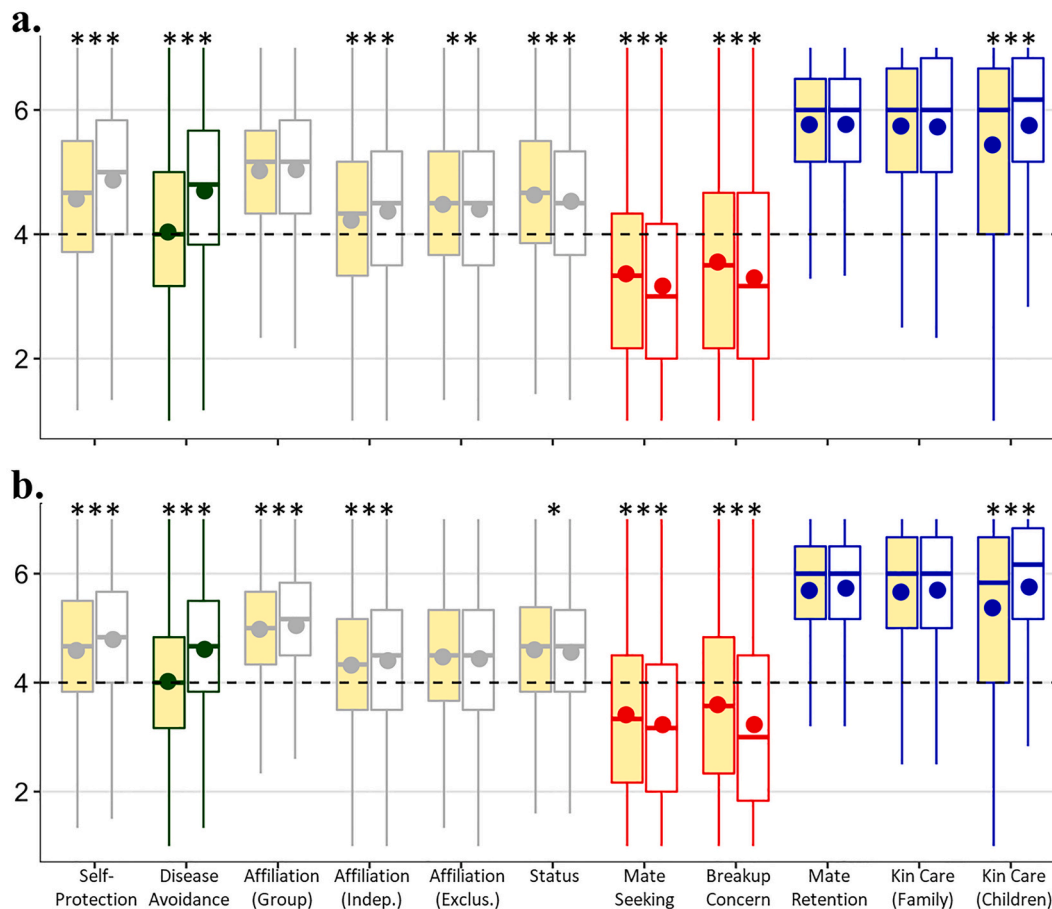 a.
*** *** *** ** *** *** *** ***
6
4
2
b.
*** *** *** *** * *** *** ***
6
4
2
Self- Disease Affiliation Affiliation Affiliation Status Mate Breakup Mate Kin Care Kin Care
Protection Avoidance (Group) (Indep.) (Exclus.) Seeking Concern Retention (Family) (Children)